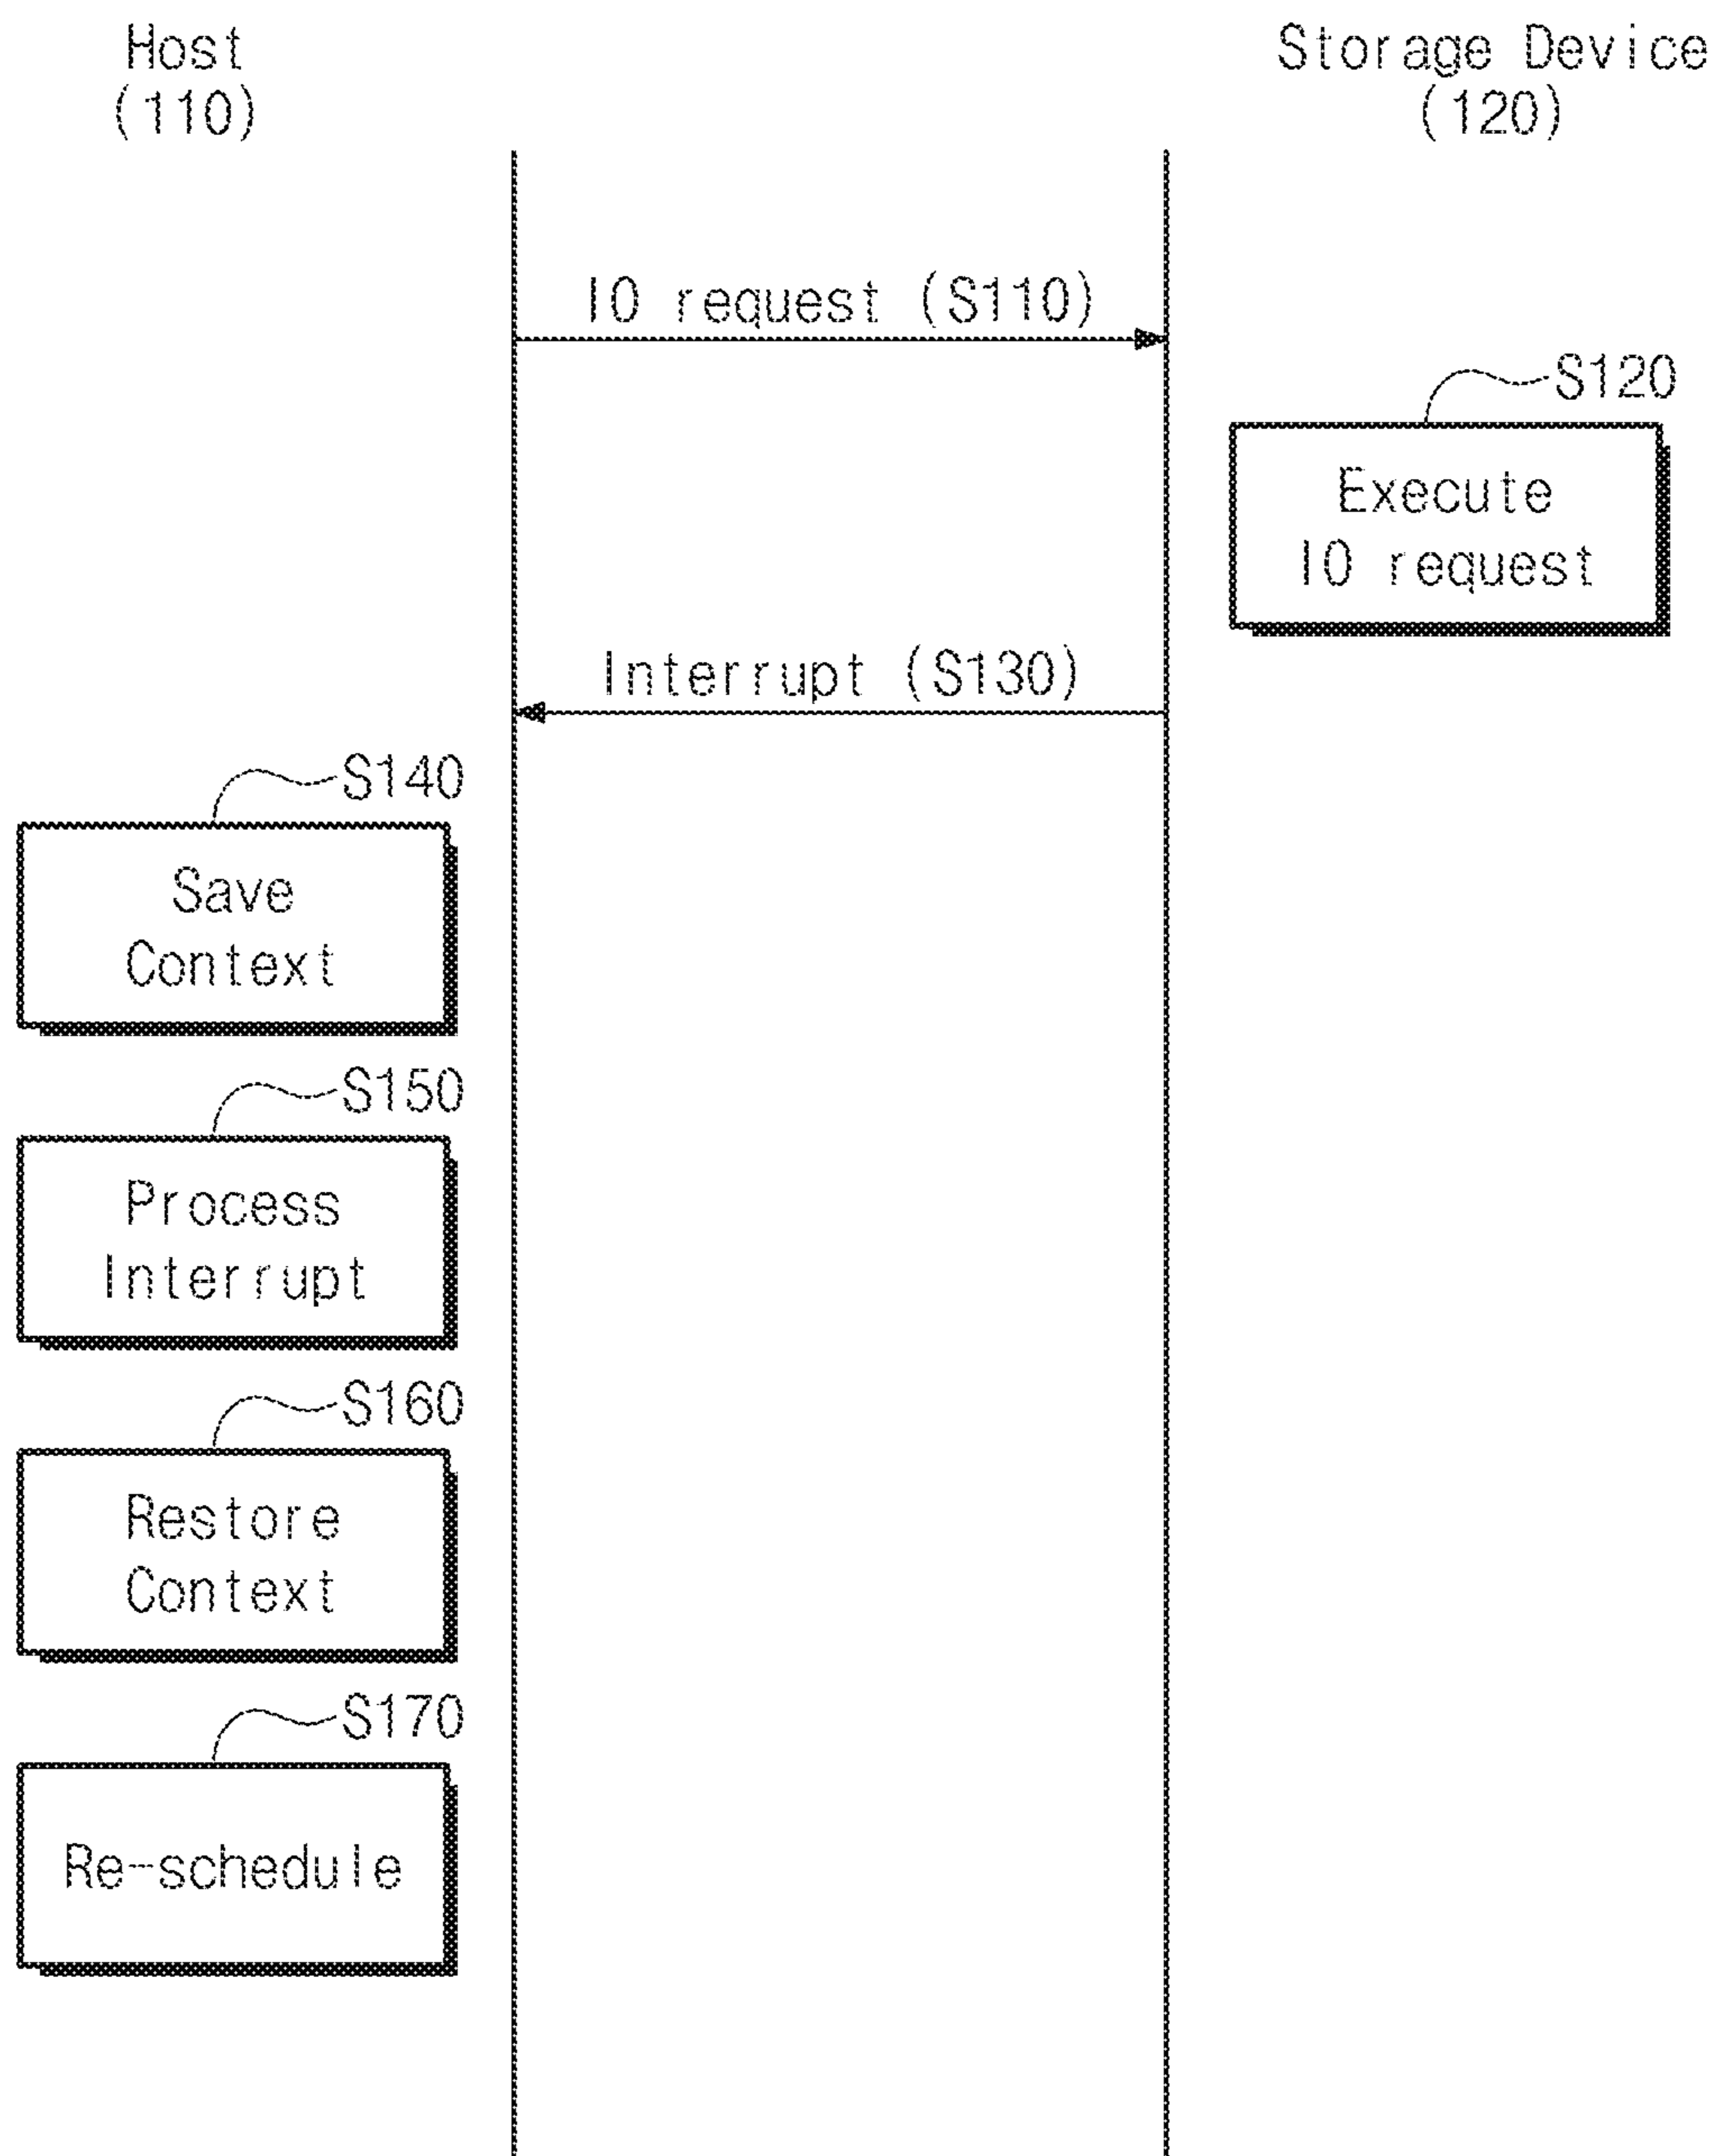 Host
(110)
Storage Device
(120)
IO request (S110)
S120
Execute
IO request
Interrupt (S130)
S140
Save
Context
S150
Process
Interrupt
S160
Restore
Context
S170
Re-schedule